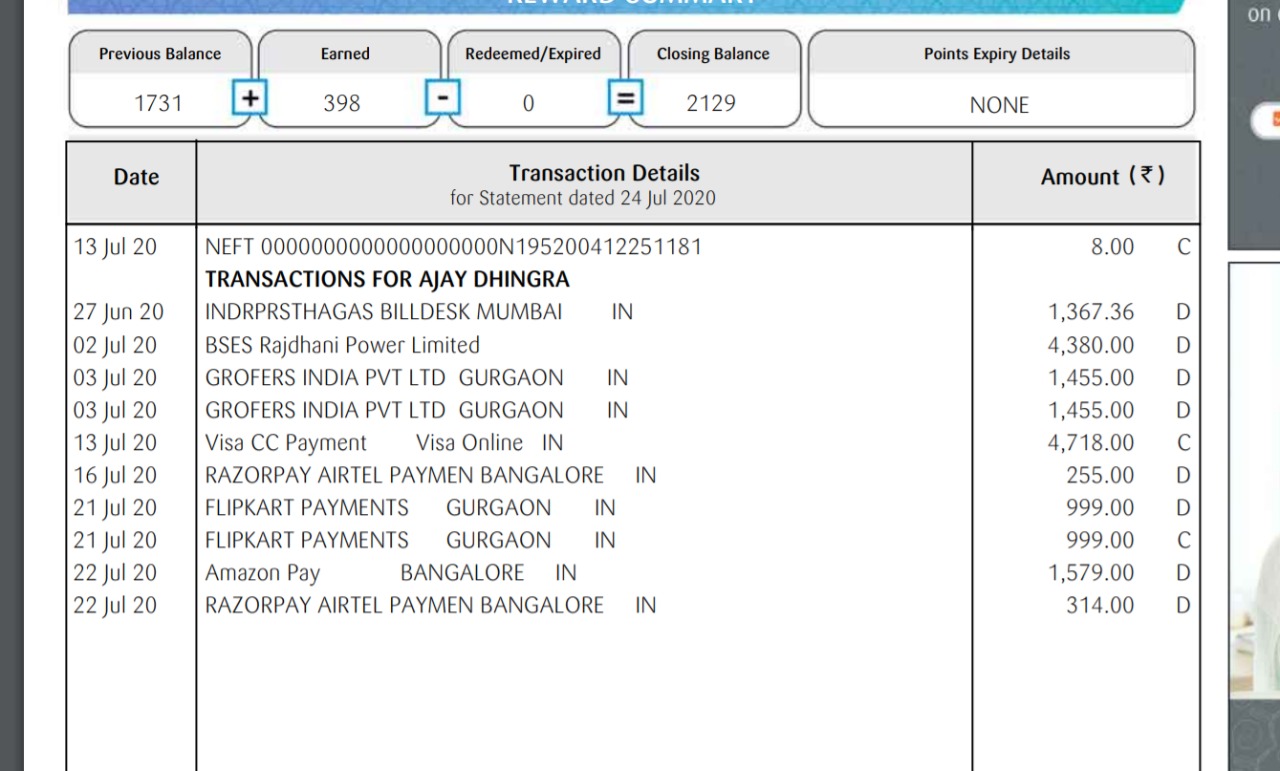 REWARD SUMMARY
on
Previous Balance Earned Redeemed/Expired Closing Balance Points Expiry Details
1731 + 398 - 0 = 2129 NONE
Date Transaction Details Amount (₹)
for Statement dated 24 Jul 2020
13 Jul 20 NEFT 0000000000000000000N195200412251181 8.00 C
TRANSACTIONS FOR AJAY DHINGRA
27 Jun 20 INDRPRSTHAGAS BILLDESK MUMBAI IN 1,367.36 D
02 Jul 20 BSES Rajdhani Power Limited 4,380.00 D
03 Jul 20 GROFERS INDIA PVT LTD GURGAON IN 1,455.00 D
03 Jul 20 GROFERS INDIA PVT LTD GURGAON IN 1,455.00 D
13 Jul 20 Visa CC Payment Visa Online IN 4,718.00 C
16 Jul 20 RAZORPAY AIRTEL PAYMEN BANGALORE IN 255.00 D
21 Jul 20 FLIPKART PAYMENTS GURGAON IN 999.00 D
21 Jul 20 FLIPKART PAYMENTS GURGAON IN 999.00 C
22 Jul 20 Amazon Pay BANGALORE IN 1,579.00 D
22 Jul 20 RAZORPAY AIRTEL PAYMEN BANGALORE IN 314.00 D